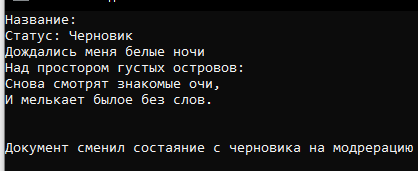 Название:
Статус: Черновик
Дождались меня белые ночи
Над простором густых островов:
Снова смотрят знакомые очи,
И мелькает былое без слов.
Документ сменил состаяние с черновика на модрерацию